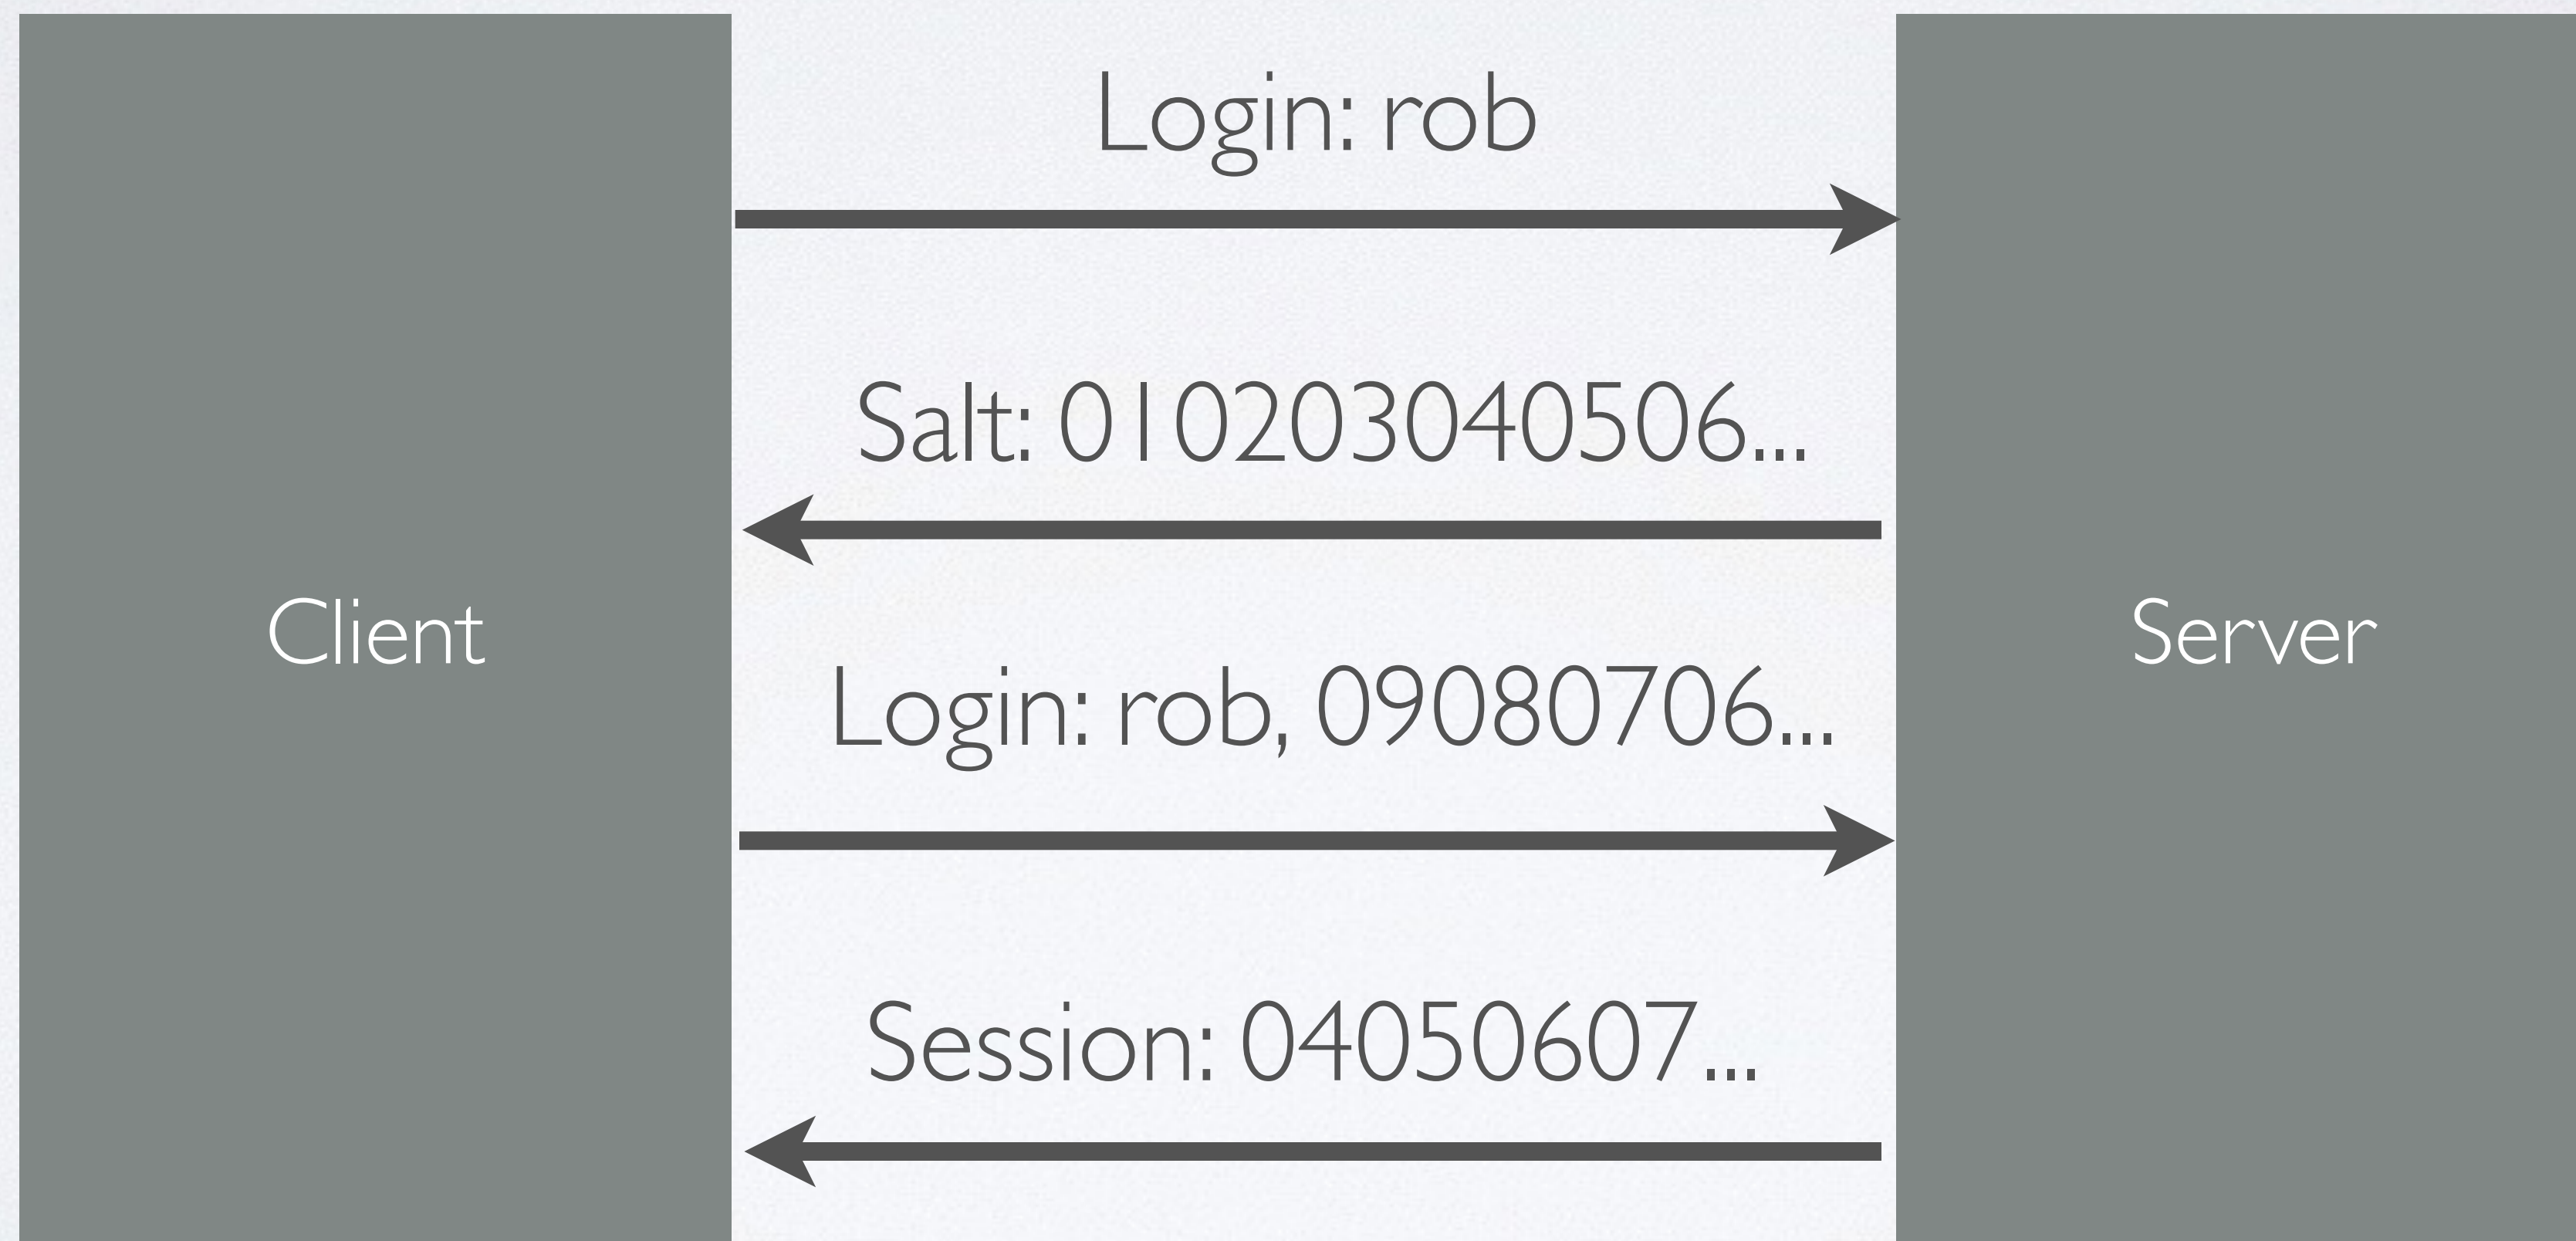 Login: rob
Salt: 010203040506...
Client
Server
Login: rob, 09080706...
Session: 04050607...